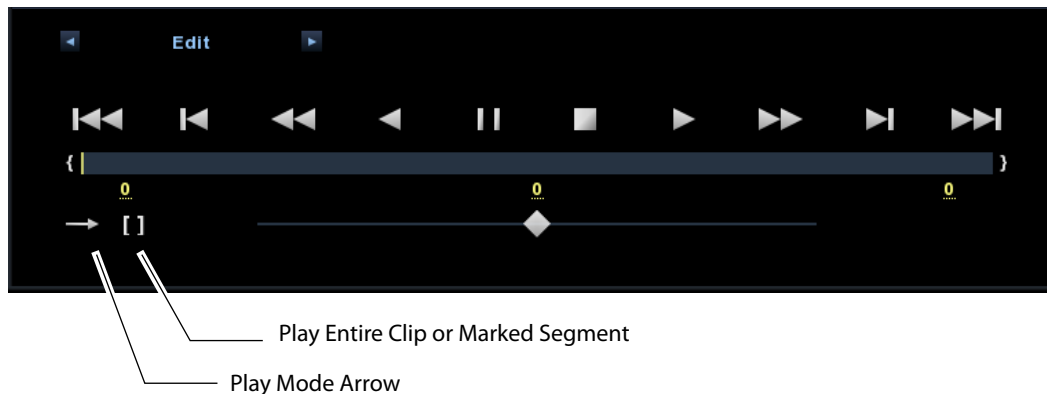 Edit
{ }
0 0 0
[ ]
Play Entire Clip or Marked Segment
Play Mode Arrow